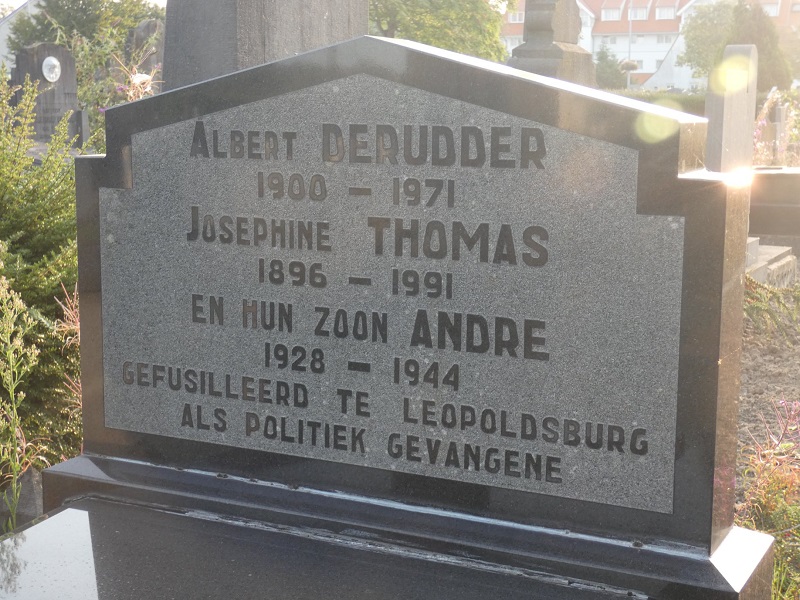 ALBERT DERUDDER
1900 – 1971
JOSEPHINE THOMAS
1896 – 1991
EN HUN ZOON ANDRE
1928 – 1944
GEFUSILLEERD TE LEOPOLDSBURG
ALS POLITIEK GEVANGENE